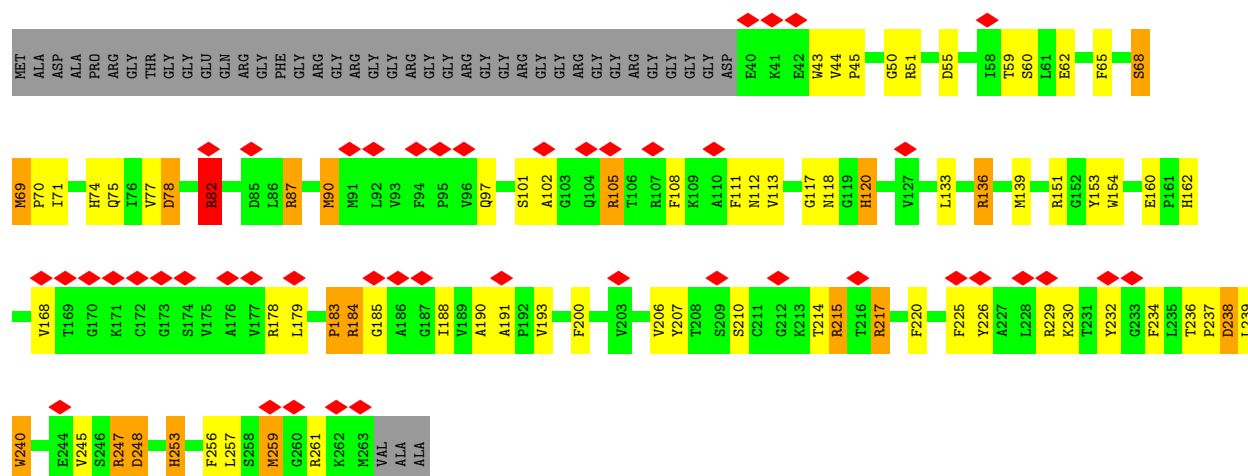 MET ALA ASP ALA PRO ARG GLY THR GLY GLY GLU GLN ARG GLY PHE GLY ARG GLY ARG GLY GLY ARG GLY GLY ARG GLY GLY ARG GLY GLY ARG GLY GLY ARG GLY GLY GLY GLY ASP E40 K41 E42 W43 V44 P45 G50 R51 D55 I58 T59 S60 L61 E62 F65 S68
M69 P70 I71 H74 Q75 I76 V77 D78 R82 D85 L86 R87 M90 M91 L92 V93 F94 P95 V96 Q97 S101 A102 G103 Q104 R105 T106 R107 F108 K109 A110 F111 N112 V113 G117 N118 G119 H120 V127 L133 R136 M139 R151 G152 Y153 W154 E160 P161 H162
V168 T169 G170 K171 C172 G173 S174 V175 A176 V177 R178 L179 P183 R184 G185 A186 G187 I188 V189 A190 A191 P192 V193 F200 V203 V206 Y207 T208 S209 S210 C211 G212 K213 T214 R215 T216 R217 F220 F225 Y226 A227 L228 R229 K230 T231 Y232 G233 F234 L235 T236 P237 D238 L239
W240 E244 V245 S246 R247 D248 H253 F256 L257 S258 M259 G260 R261 K262 M263 VAL ALA ALA